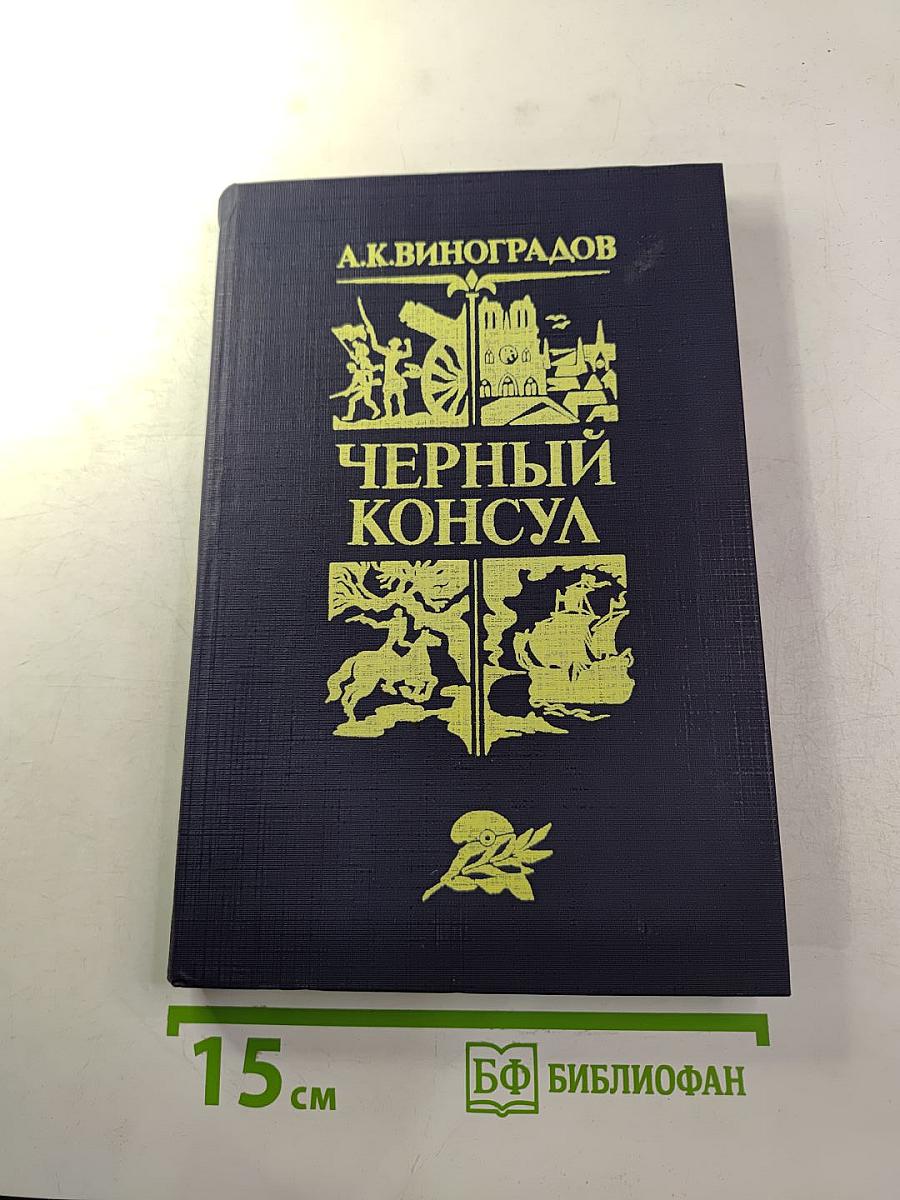 А.К.ВИНОГРАДОВ
ЧЕРНЫЙ
КОНСУЛ
15 см
БФ БИБЛИОФАН